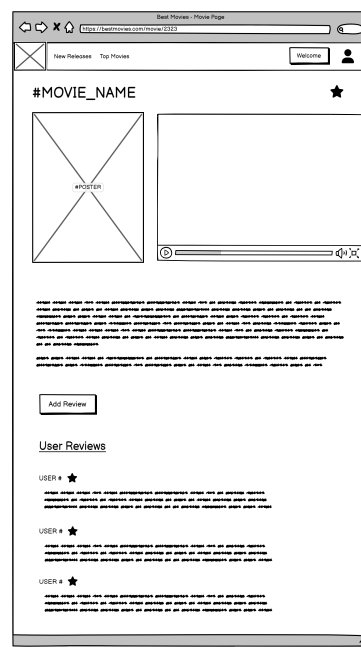 Best Movies - Movie Page
https://bestmovies.com/movie/2323
New Releases Top Movies Welcome
#MOVIE_NAME
#POSTER
Add Review
User Reviews
USER #
USER #
USER #